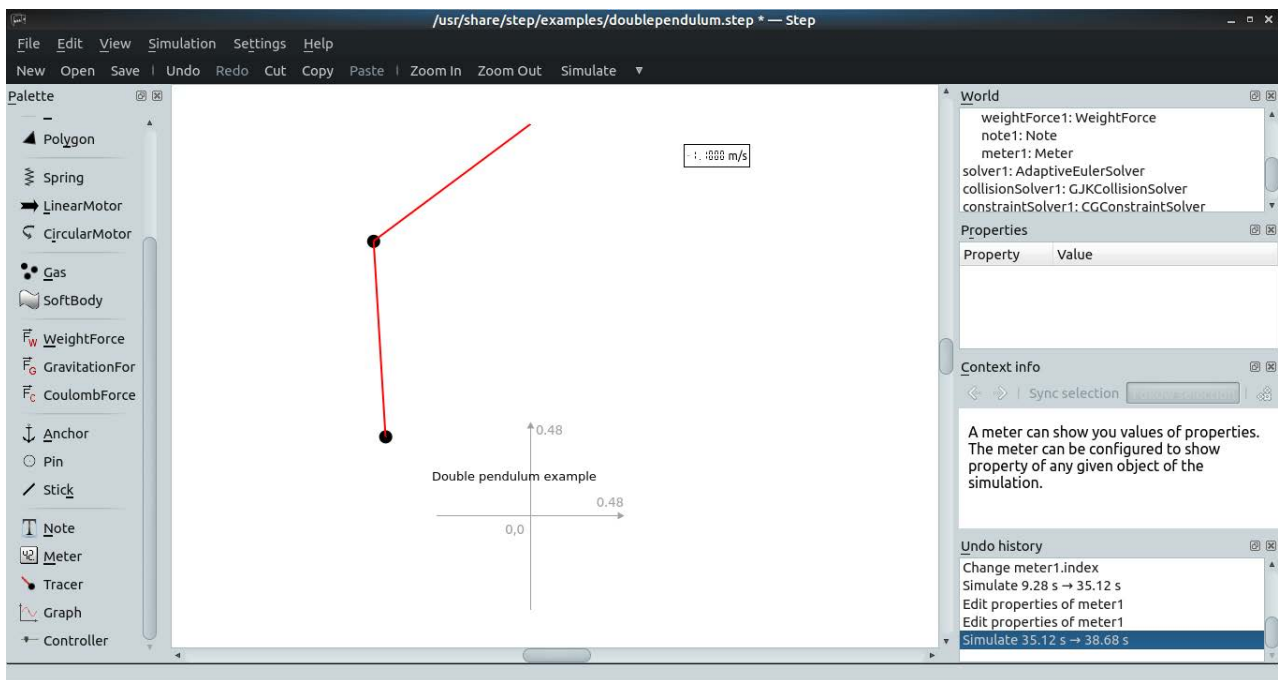 /usr/share/step/examples/doublependulum.step * — Step
File Edit View Simulation Settings Help
New Open Save Undo Redo Cut Copy Paste Zoom In Zoom Out Simulate
Palette
Polygon
Spring
LinearMotor
CircularMotor
Gas
SoftBody
WeightForce
GravitationFor
CoulombForce
Anchor
Pin
Stick
Note
Meter
Tracer
Graph
Controller
m/s
0.48
Double pendulum example
0.48
0,0
World
weightForce1: WeightForce
note1: Note
meter1: Meter
solver1: AdaptiveEulerSolver
collisionSolver1: GJKCollisionSolver
constraintSolver1: CGConstraintSolver
Properties
Property Value
Context info
Sync selection
A meter can show you values of properties.
The meter can be configured to show
property of any given object of the
simulation.
Undo history
Change meter1.index
Simulate 9.28 s → 35.12 s
Edit properties of meter1
Edit properties of meter1
Simulate 35.12 s → 38.68 s